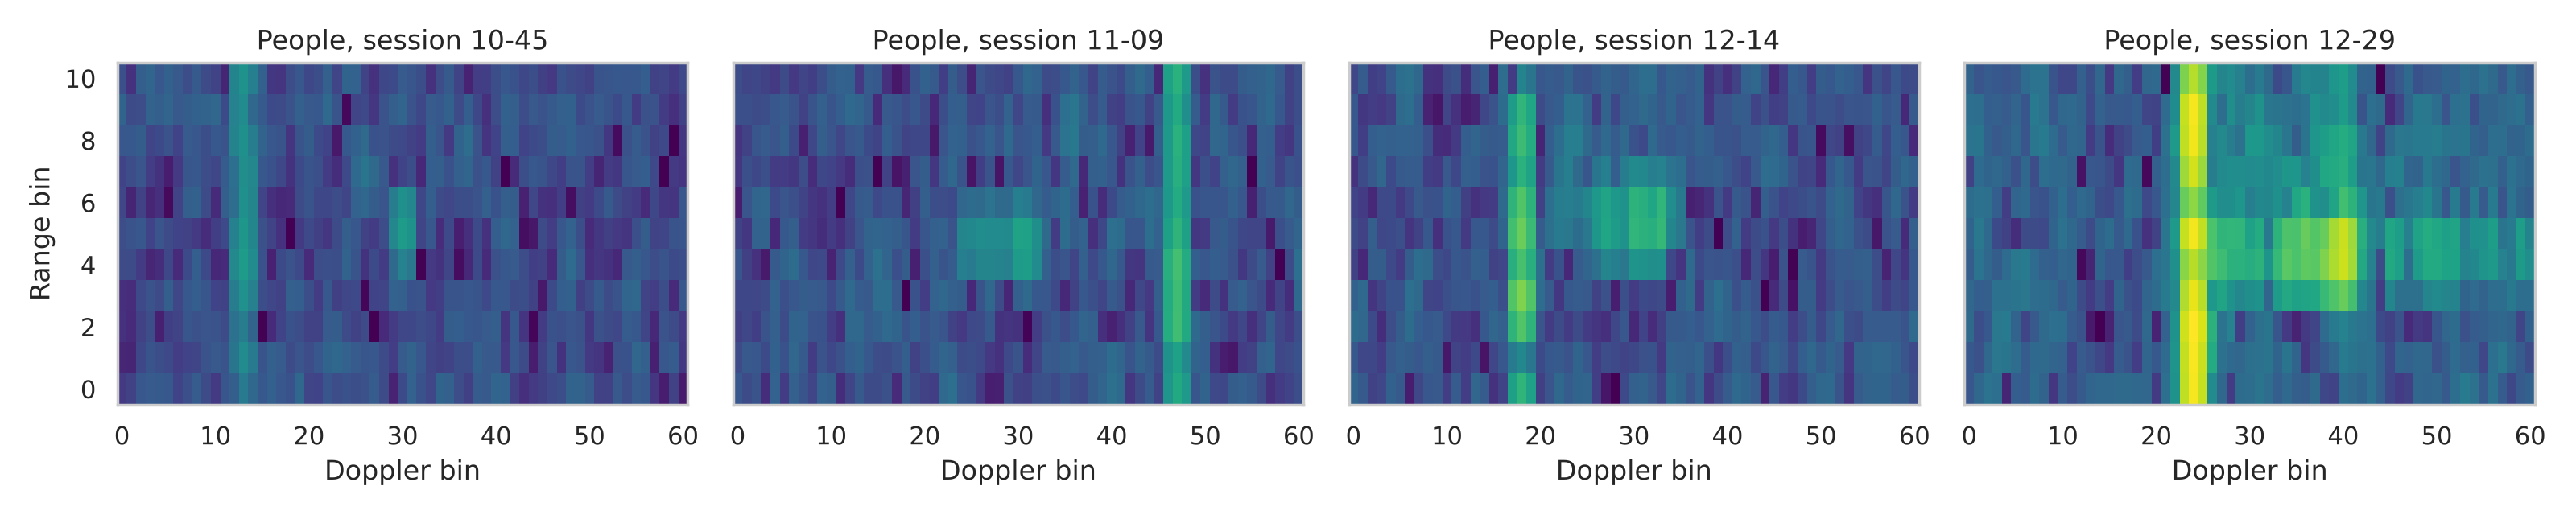 People, session 10-45
People, session 11-09
People, session 12-14
People, session 12-29
Range bin
10
8
6
4
2
0
0 10 20 30 40 50 60
0 10 20 30 40 50 60
0 10 20 30 40 50 60
0 10 20 30 40 50 60
Doppler bin
Doppler bin
Doppler bin
Doppler bin